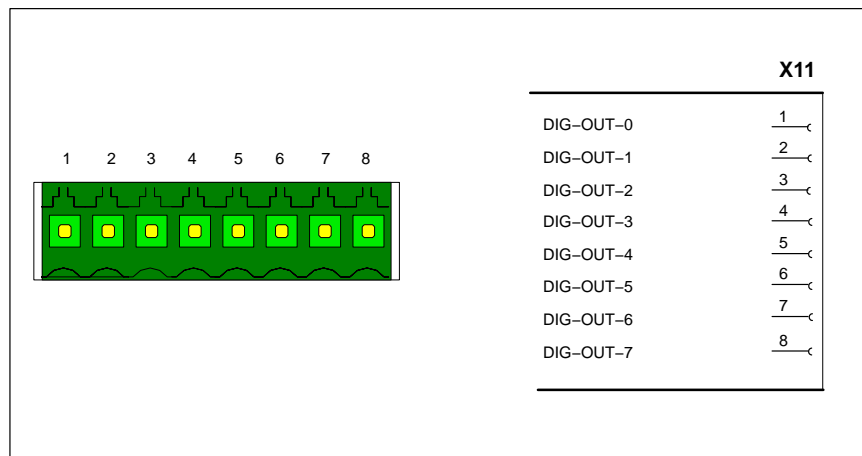 1 2 3 4 5 6 7 8
X11
DIG−OUT−0 1
DIG−OUT−1 2
DIG−OUT−2 3
DIG−OUT−3 4
DIG−OUT−4 5
DIG−OUT−5 6
DIG−OUT−6 7
DIG−OUT−7 8